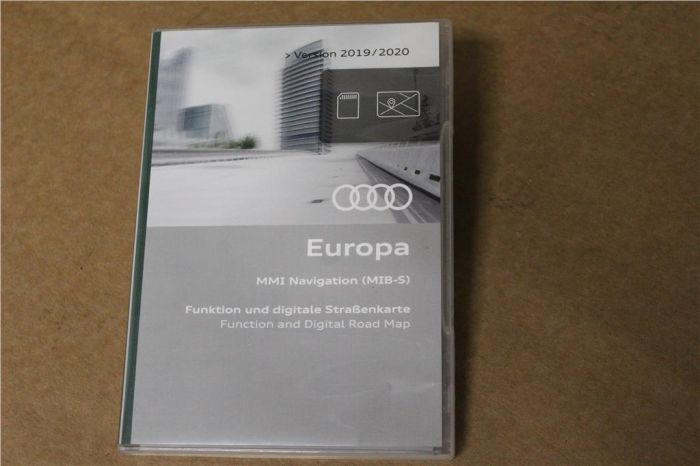 > Version 2019/2020
Europa
MMI Navigation (MIB-S)
Funktion und digitale Straßenkarte
Function and Digital Road Map